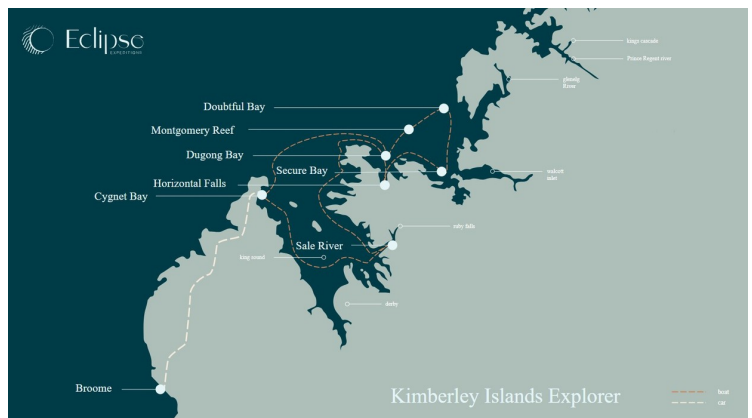 Eclipse
EXPEDITIONS
kings cascade
Prince Regent river
glenelg
River
Doubtful Bay
Montgomery Reef
Dugong Bay
Secure Bay
walcott
inlet
Horizontal Falls
Cygnet Bay
ruby falls
Sale River
king sound
derby
Broome
Kimberley Islands Explorer
boat
car